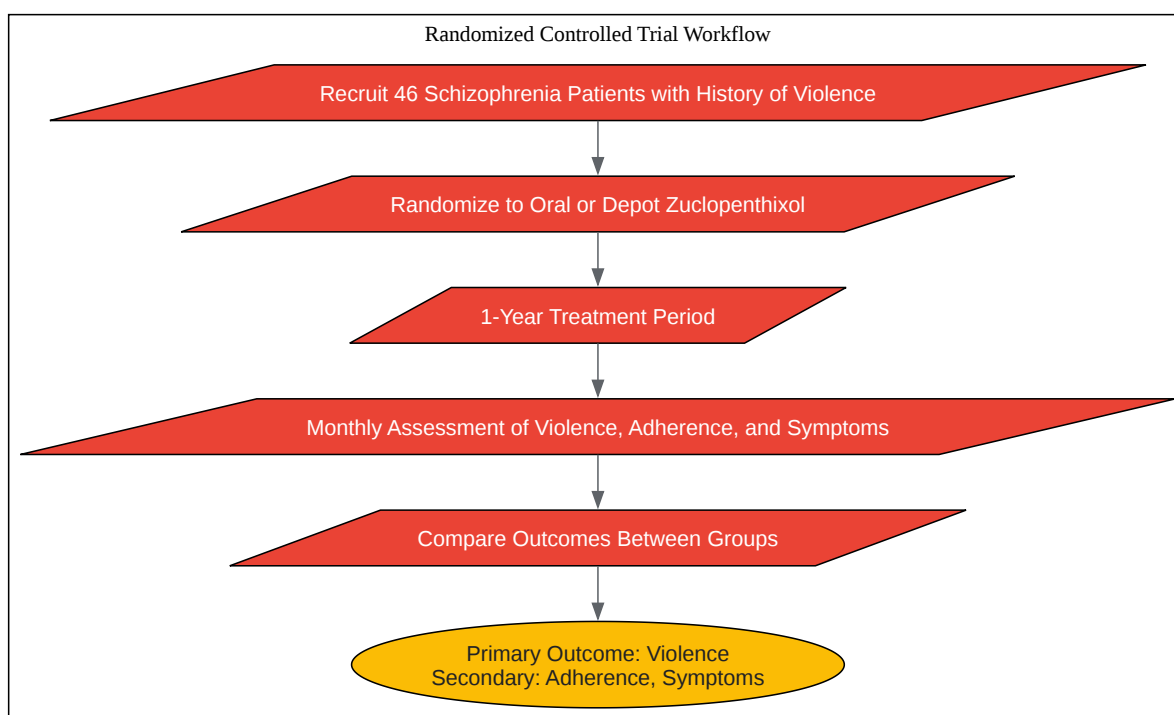 Randomized Controlled Trial Workflow
Recruit 46 Schizophrenia Patients with History of Violence
Randomize to Oral or Depot Zuclopenthixol
1-Year Treatment Period
Monthly Assessment of Violence, Adherence, and Symptoms
Compare Outcomes Between Groups
Primary Outcome: Violence
Secondary: Adherence, Symptoms